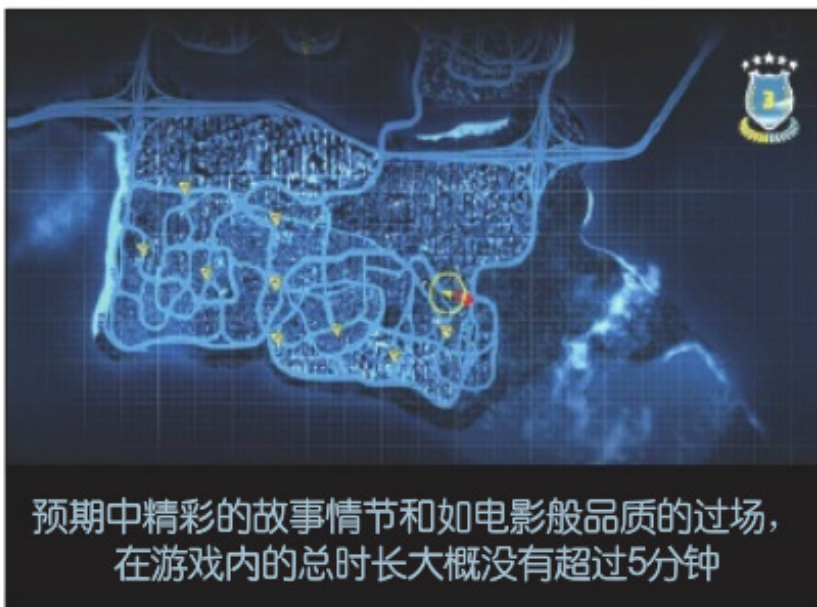 3
预期中精彩的故事情节和如电影般品质的过场，
在游戏内的总时长大概没有超过5分钟